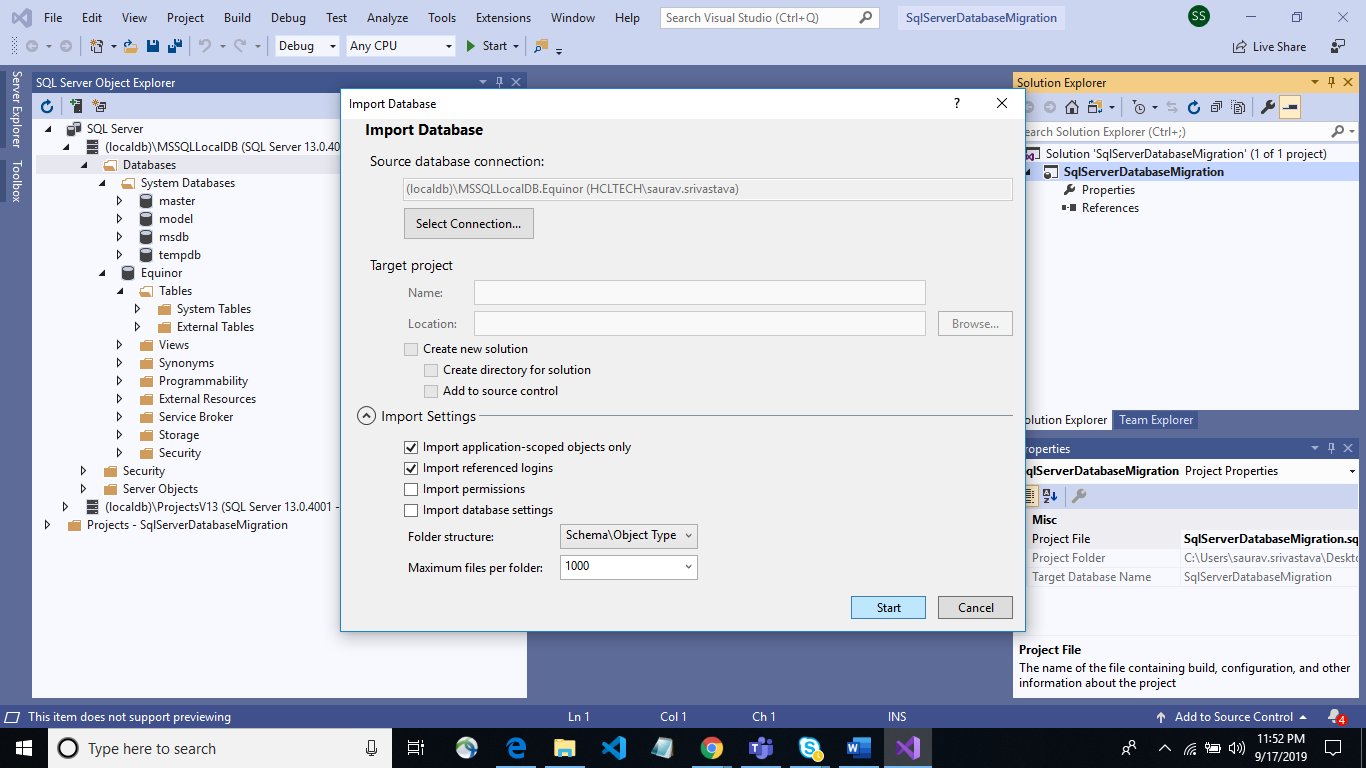 File Edit View Project Build Debug Test Analyze Tools Extensions Window Help Search Visual Studio (Ctrl+Q) SqlServerDatabaseMigration SS
Debug Any CPU Start Live Share
Server Explorer
Toolbox
SQL Server Object Explorer
SQL Server
(localdb)\MSSQLLocalDB (SQL Server 13.0.40
Databases
System Databases
master
model
msdb
tempdb
Equinor
Tables
System Tables
External Tables
Views
Synonyms
Programmability
External Resources
Service Broker
Storage
Security
Security
Server Objects
(localdb)\ProjectsV13 (SQL Server 13.0.4001 -
Projects - SqlServerDatabaseMigration
Import Database ?
Import Database
Source database connection:
(localdb)\MSSQLLocalDB.Equinor (HCLTECH\saurav.srivastava)
Select Connection...
Target project
Name:
Location: Browse...
Create new solution
Create directory for solution
Add to source control
Import Settings
Import application-scoped objects only
Import referenced logins
Import permissions
Import database settings
Folder structure: Schema\Object Type
Maximum files per folder: 1000
Start Cancel
Solution Explorer
earch Solution Explorer (Ctrl+;)
Solution 'SqlServerDatabaseMigration' (1 of 1 project)
SqlServerDatabaseMigration
Properties
References
olution Explorer Team Explorer
roperties
qlServerDatabaseMigration Project Properties
Misc
Project File SqlServerDatabaseMigration.sq
Project Folder C:\Users\saurav.srivastava\Deskto
Target Database Name SqlServerDatabaseMigration
Project File
The name of the file containing build, configuration, and other
information about the project
This item does not support previewing Ln 1 Col 1 Ch 1 INS Add to Source Control 4
Type here to search 11:52 PM
9/17/2019